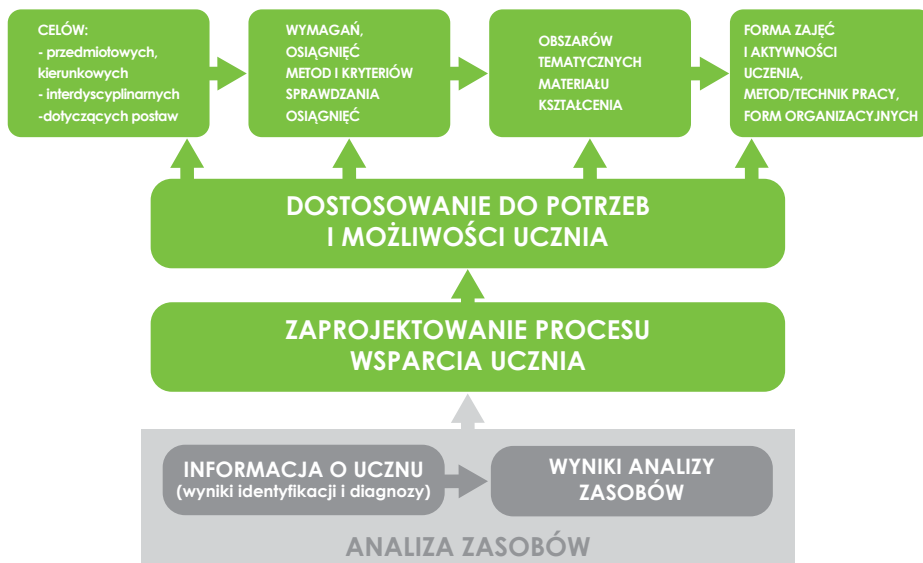 CELÓW:
- przedmiotowych,
kierunkowych
- interdyscyplinarnych
-dotyczących postaw
WYMAGAŃ,
OSIĄGNIĘĆ
METOD I KRYTERIÓW
SPRAWDZANIA
OSIĄGNIĘĆ
OBSZARÓW
TEMATYCZNYCH
MATERIAŁU
KSZTAŁCENIA
FORMA ZAJĘĆ
I AKTYWNOŚCI
UCZENIA,
METOD/TECHNIK PRACY,
FORM ORGANIZACYJNYCH
DOSTOSOWANIE DO POTRZEB
I MOŻLIWOŚCI UCZNIA
ZAPROJEKTOWANIE PROCESU
WSPARCIA UCZNIA
INFORMACJA O UCZNU
(wyniki identyfikacji i diagnozy)
WYNIKI ANALIZY
ZASOBÓW
ANALIZA ZASOBÓW